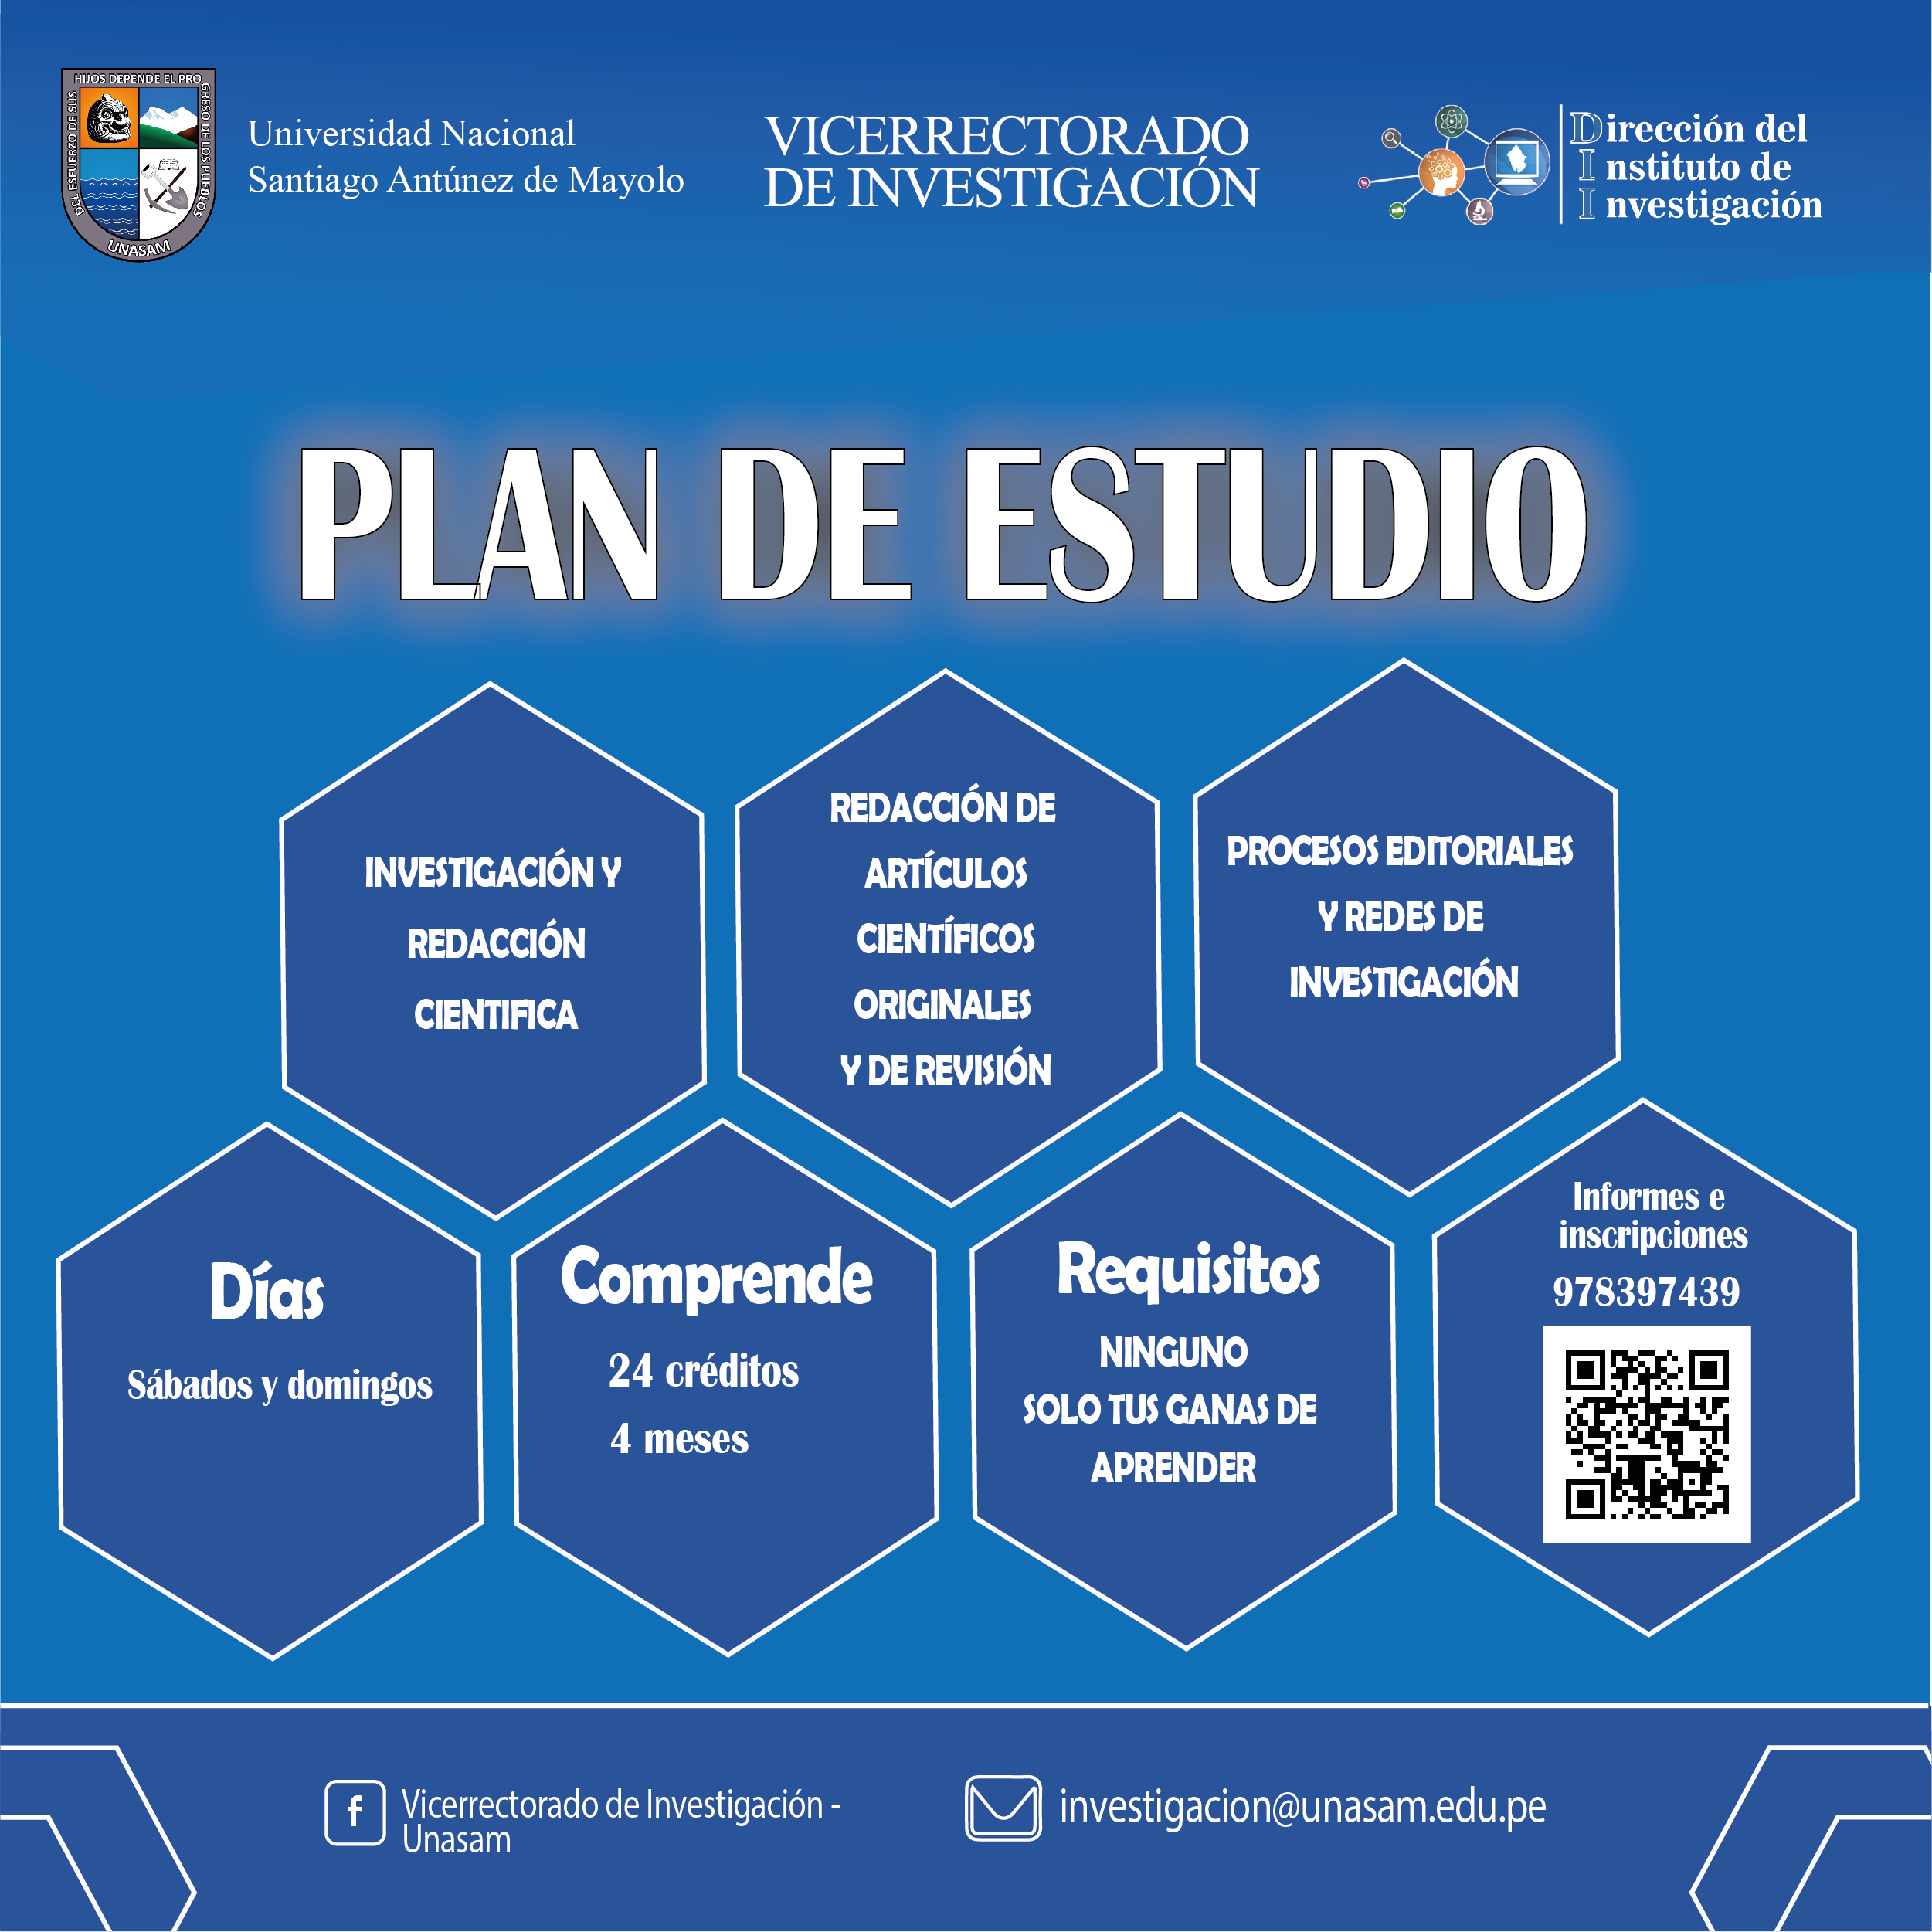 DEL ESFUERZO DE SUS
HIJOS DEPENDE EL PRO
GRESO DE LOS PUEBLOS
UNASAM
Universidad Nacional
Santiago Antúnez de Mayolo
VICERRECTORADO
DE INVESTIGACIÓN
Dirección del
Instituto de
Investigación
PLAN DE ESTUDIO
INVESTIGACIÓN Y
REDACCIÓN
CIENTIFICA
REDACCIÓN DE
ARTÍCULOS
CIENTÍFICOS
ORIGINALES
Y DE REVISIÓN
PROCESOS EDITORIALES
Y REDES DE
INVESTIGACIÓN
Días
Sábados y domingos
Comprende
24 créditos
4 meses
Requisitos
NINGUNO
SOLO TUS GANAS DE
APRENDER
Informes e
inscripciones
978397439
f
Vicerrectorado de Investigación -
Unasam
investigacion@unasam.edu.pe